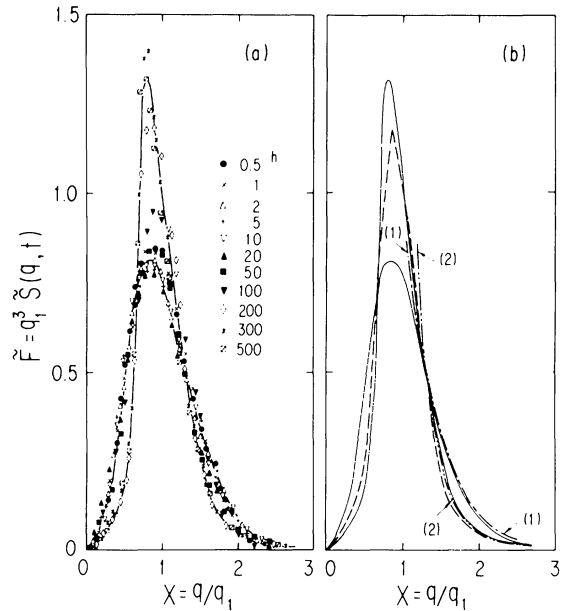 1.5
1.0
0.5
0
F̃ = q₁³ S̃(q,t)
(a)
0.5 h
1
2
5
10
20
50
100
200
300
500
0 1 2 3
X = q/q₁
(b)
(1)
(2)
(2)
(1)
0 1 2 3
X = q/q₁